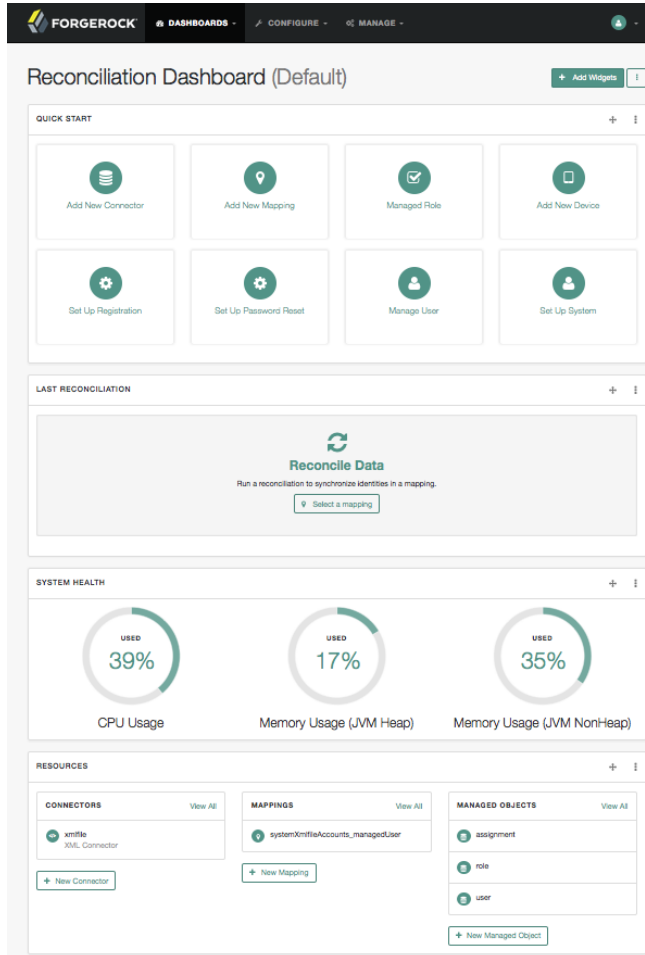 FORGEROCK DASHBOARDS CONFIGURE MANAGE
Reconciliation Dashboard (Default)
+ Add Widgets
QUICK START
Add New Connector
Add New Mapping
Managed Role
Add New Device
Set Up Registration
Set Up Password Reset
Manage User
Set Up System
LAST RECONCILIATION
Reconcile Data
Run a reconciliation to synchronize identities in a mapping.
Select a mapping
SYSTEM HEALTH
USED
39%
CPU Usage
USED
17%
Memory Usage (JVM Heap)
USED
35%
Memory Usage (JVM NonHeap)
RESOURCES
CONNECTORS View All
xmlfile
XML Connector
+ New Connector
MAPPINGS View All
systemXmlfileAccounts_managedUser
+ New Mapping
MANAGED OBJECTS View All
assignment
role
user
+ New Managed Object